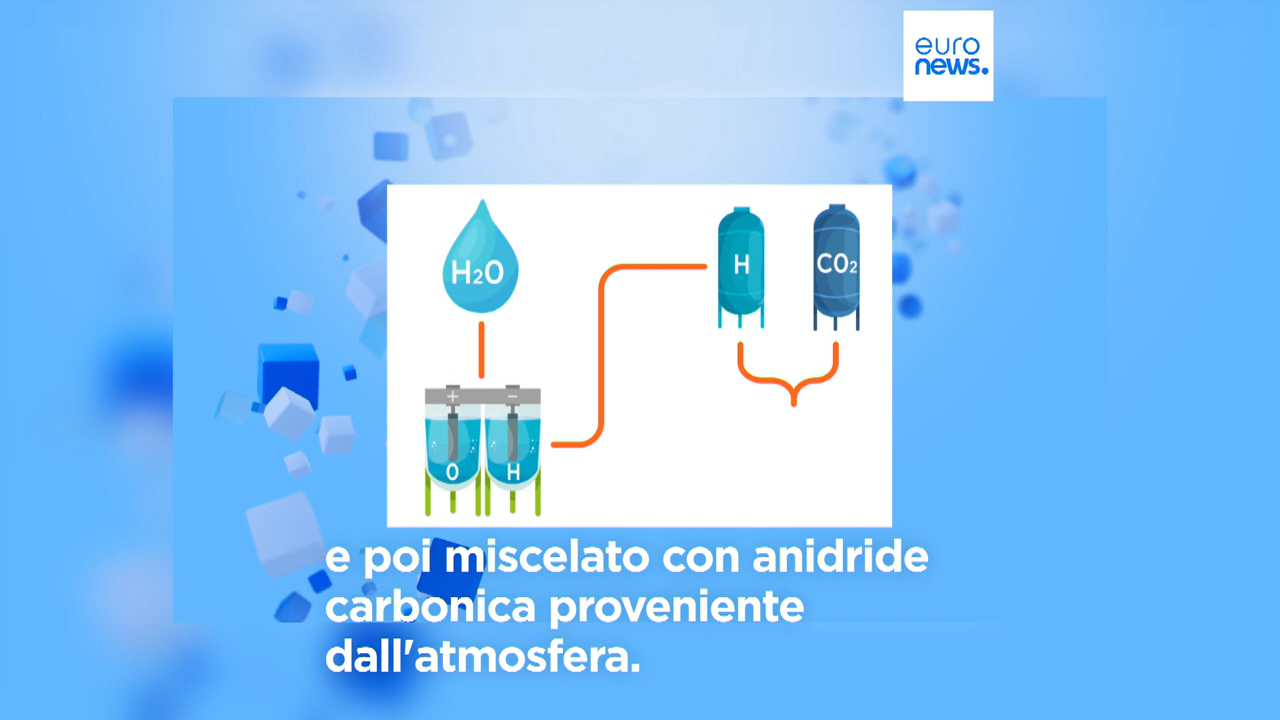 euro
news.
H2O
H
CO2
+
−
O
H
e poi miscelato con anidride
carbonica proveniente
dall'atmosfera.